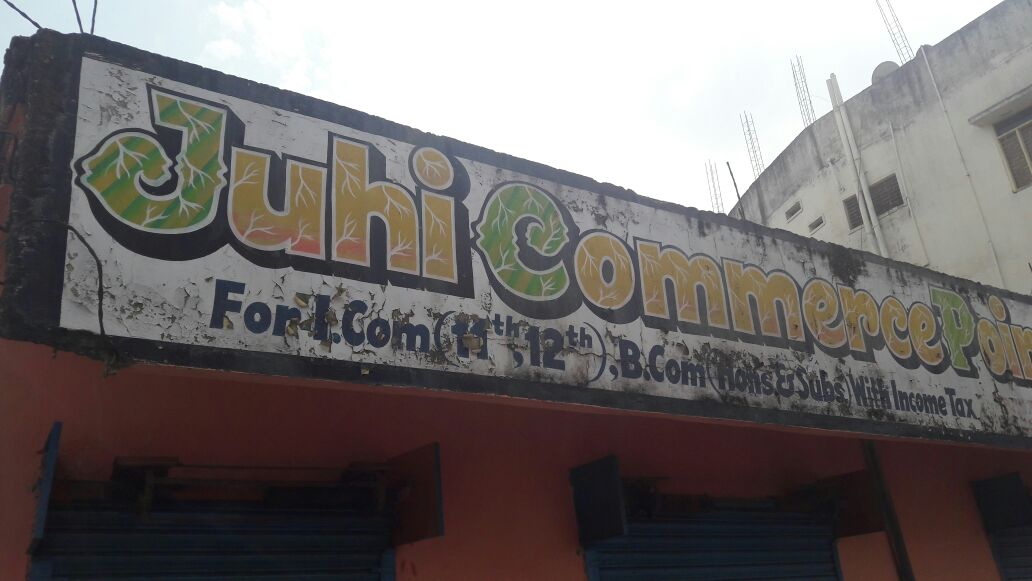 Juhi Commerce Poin
For I.Com (11th, 12th), B.Com (Hons & Subs) With Income Tax